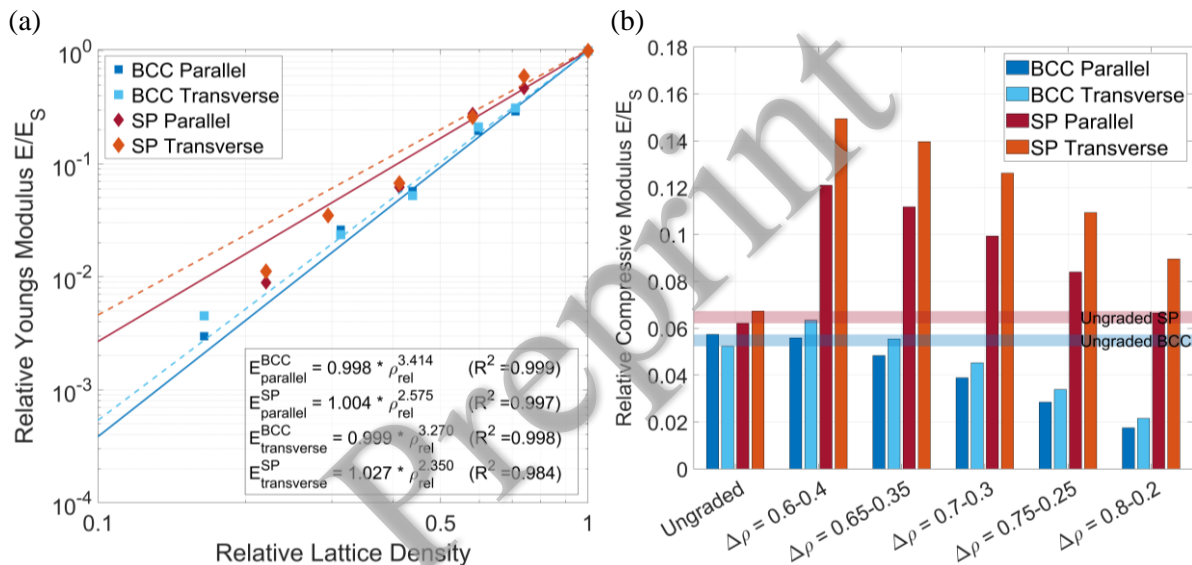 (a)
Relative Youngs Modulus E/E_S
10^0
10^-1
10^-2
10^-3
10^-4
BCC Parallel
BCC Transverse
SP Parallel
SP Transverse
E^BCC_parallel = 0.998 * ρ_rel^3.414 (R^2 =0.999)
E^SP_parallel = 1.004 * ρ_rel^2.575 (R^2 =0.997)
E^BCC_transverse = 0.999 * ρ_rel^3.270 (R^2 =0.998)
E^SP_transverse = 1.027 * ρ_rel^2.350 (R^2 =0.984)
0.1
0.5
1
Relative Lattice Density
(b)
Relative Compressive Modulus E/E_S
0.18
0.16
0.14
0.12
0.1
0.08
0.06
0.04
0.02
0
BCC Parallel
BCC Transverse
SP Parallel
SP Transverse
Ungraded SP
Ungraded BCC
Ungraded
Δρ = 0.6-0.4
Δρ = 0.65-0.35
Δρ = 0.7-0.3
Δρ = 0.75-0.25
Δρ = 0.8-0.2
Preprint